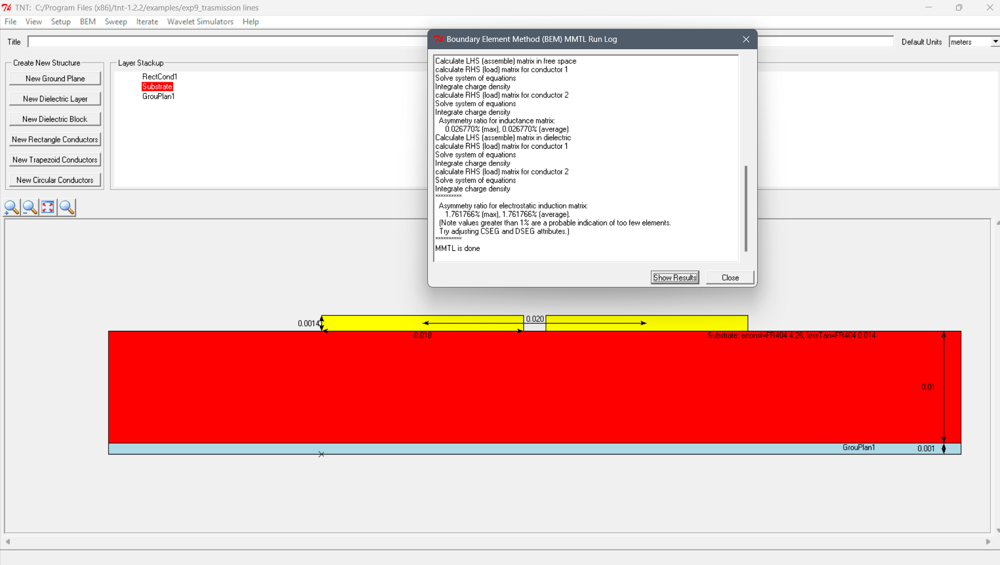 TNT: C:/Program Files (x86)/tnt-1.2.2/examples/exp9_trasmission lines
File View Setup BEM Sweep Iterate Wavelet Simulators Help
Title
Default Units meters
Create New Structure
New Ground Plane
New Dielectric Layer
New Dielectric Block
New Rectangle Conductors
New Trapezoid Conductors
New Circular Conductors
Layer Stackup
RectCond1
Substrate
GrouPlan1
Boundary Element Method (BEM) MMTL Run Log
Calculate LHS (assemble) matrix in free space
calculate RHS (load) matrix for conductor 1
Solve system of equations
Integrate charge density
calculate RHS (load) matrix for conductor 2
Solve system of equations
Integrate charge density
Asymmetry ratio for inductance matrix:
0.026770% (max), 0.026770% (average)
Calculate LHS (assemble) matrix in dielectric
calculate RHS (load) matrix for conductor 1
Solve system of equations
Integrate charge density
calculate RHS (load) matrix for conductor 2
Solve system of equations
Integrate charge density
**********
Asymmetry ratio for electrostatic induction matrix:
1.761766% (max), 1.761766% (average).
(Note values greater than 1% are a probable indication of too few elements.
Try adjusting CSEG and DSEG attributes.)
**********
MMTL is done
Show Results Close
0.0014
0.020
0.018
Substrate: econst=FR404 4.26, lossTan=FR404 0.014
0.01
GrouPlan1 0.001